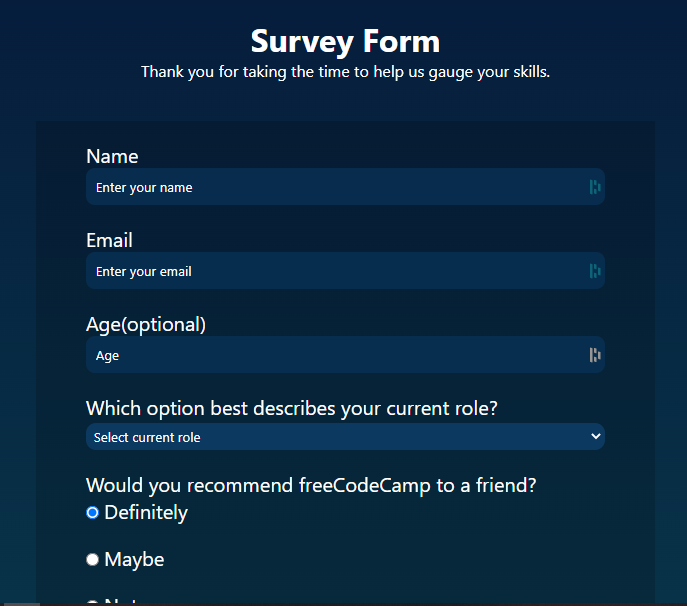 Survey Form
Thank you for taking the time to help us gauge your skills.
Name
Enter your name
Email
Enter your email
Age(optional)
Age
Which option best describes your current role?
Select current role
Would you recommend freeCodeCamp to a friend?
Definitely
Maybe